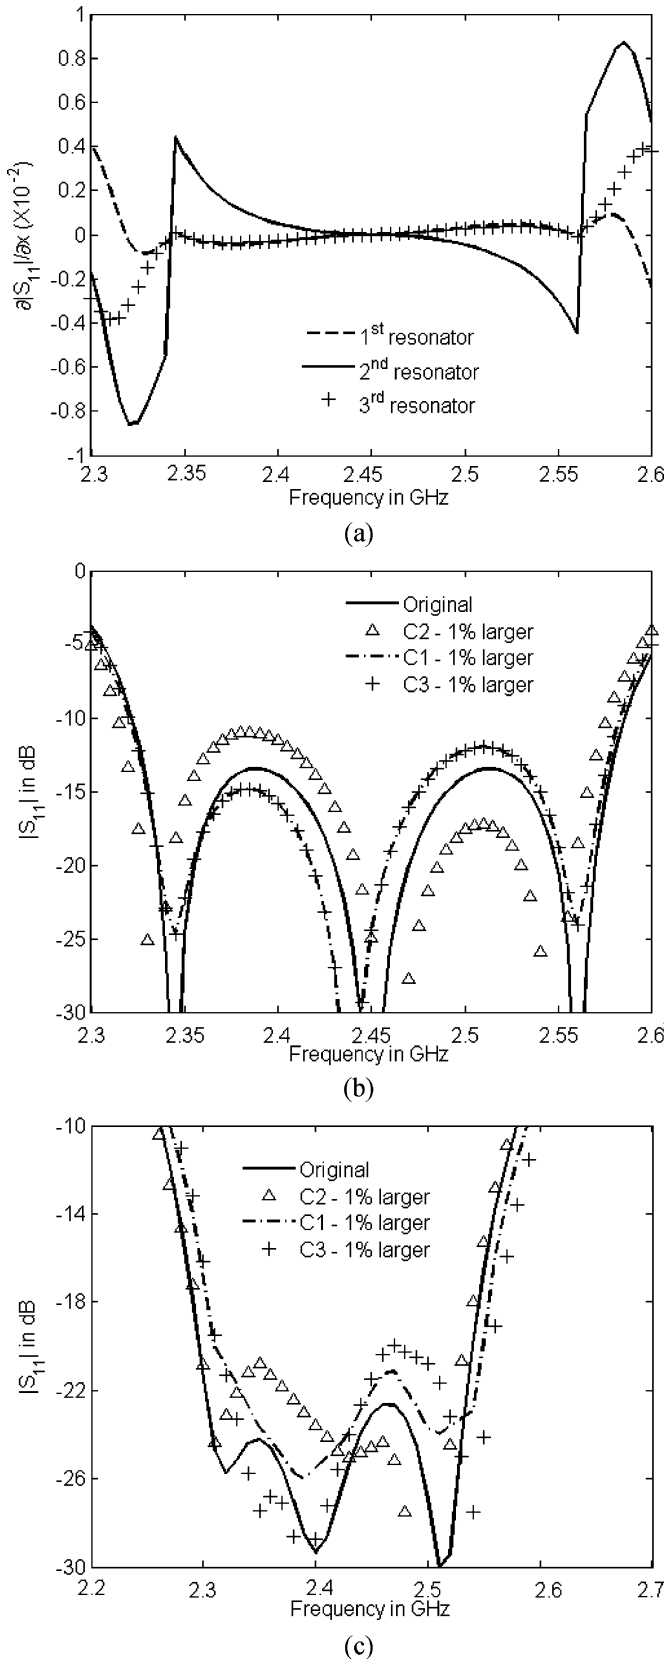 1
0.8
0.6
0.4
0.2
0
-0.2
-0.4
-0.6
-0.8
-1
∂|S11|/∂x (X10-2)
1st resonator
2nd resonator
3rd resonator
2.3 2.35 2.4 2.45 2.5 2.55 2.6
Frequency in GHz
(a)
0
-5
-10
-15
-20
-25
-30
|S11| in dB
Original
C2 - 1% larger
C1 - 1% larger
C3 - 1% larger
2.3 2.35 2.4 2.45 2.5 2.55 2.6
Frequency in GHz
(b)
-10
-14
-18
-22
-26
-30
|S11| in dB
Original
C2 - 1% larger
C1 - 1% larger
C3 - 1% larger
2.2 2.3 2.4 2.5 2.6 2.7
Frequency in GHz
(c)